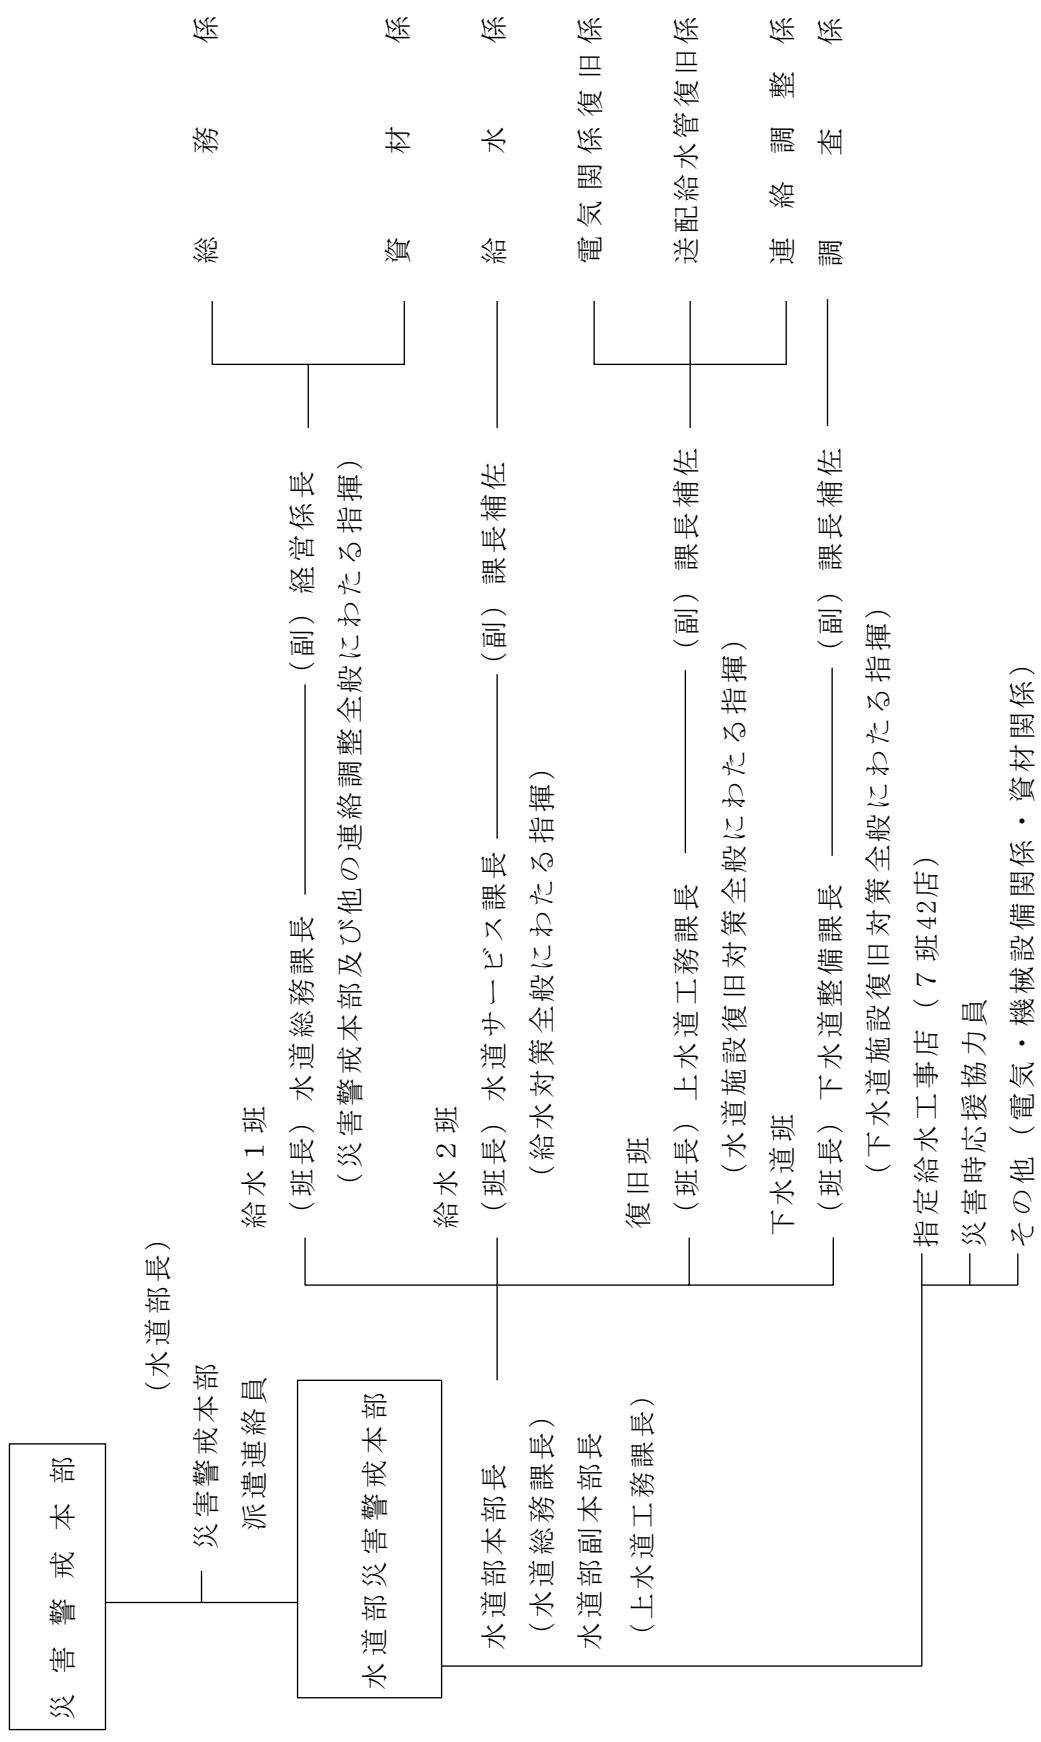 災害警戒本部
(水道部長)
災害警戒本部
派遣連絡員
水道部災害警戒本部
水道部本部長
(水道総務課長)
水道部副本部長
(上水道工務課長)
給水1班
(班長) 水道総務課長 (副) 経営係長
(災害警戒本部及び他の連絡調整全般にわたる指揮)
総務係
資材係
給水2班
(班長) 水道サービス課長 (副) 課長補佐
(給水対策全般にわたる指揮)
給水係
復旧班
(班長) 上水道工務課長 (副) 課長補佐
(水道施設復旧対策全般にわたる指揮)
電気関係復旧係
送配給水管復旧係
連絡調整係
下水道班
(班長) 下水道整備課長 (副) 課長補佐
(下水道施設復旧対策全般にわたる指揮)
調査係
指定給水工事店(7班42店)
災害時応援協力員
その他(電気・機械設備関係・資材関係)